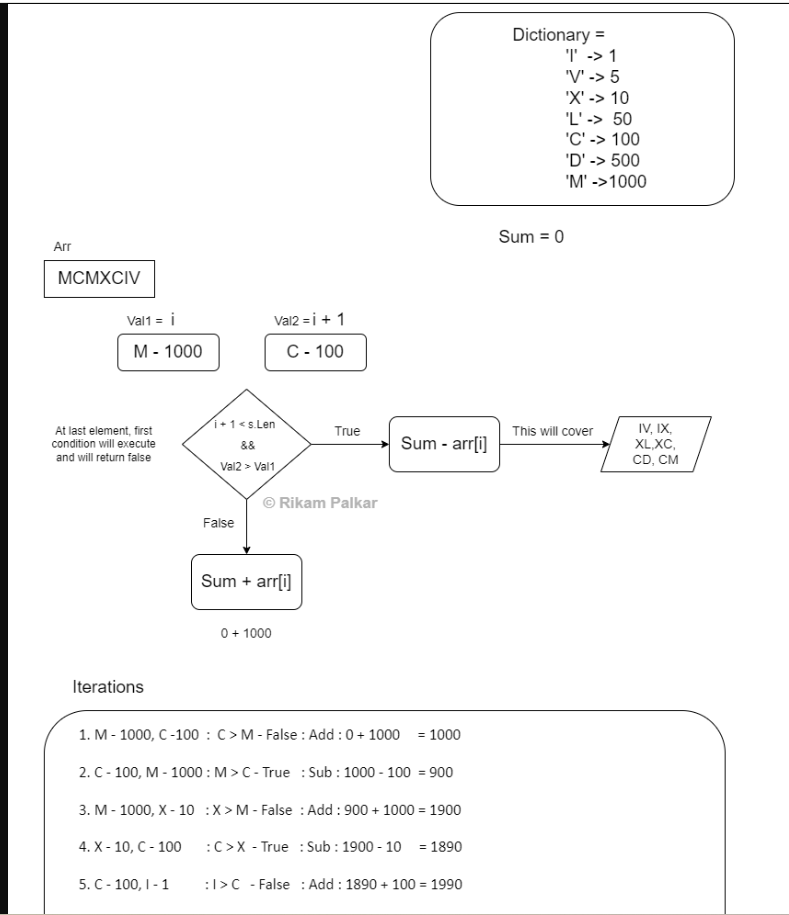 Dictionary =
'I' -> 1
'V' -> 5
'X' -> 10
'L' -> 50
'C' -> 100
'D' -> 500
'M' ->1000
Sum = 0
Arr
MCMXCIV
Val1 = i
Val2 = i + 1
M - 1000
C - 100
At last element, first
condition will execute
and will return false
i + 1 < s.Len
&&
Val2 > Val1
True
Sum - arr[i]
This will cover
IV, IX,
XL,XC,
CD, CM
© Rikam Palkar
False
Sum + arr[i]
0 + 1000
Iterations
1. M - 1000, C -100 : C > M - False : Add : 0 + 1000 = 1000
2. C - 100, M - 1000 : M > C - True : Sub : 1000 - 100 = 900
3. M - 1000, X - 10 : X > M - False : Add : 900 + 1000 = 1900
4. X - 10, C - 100 : C > X - True : Sub : 1900 - 10 = 1890
5. C - 100, I - 1 : I > C - False : Add : 1890 + 100 = 1990